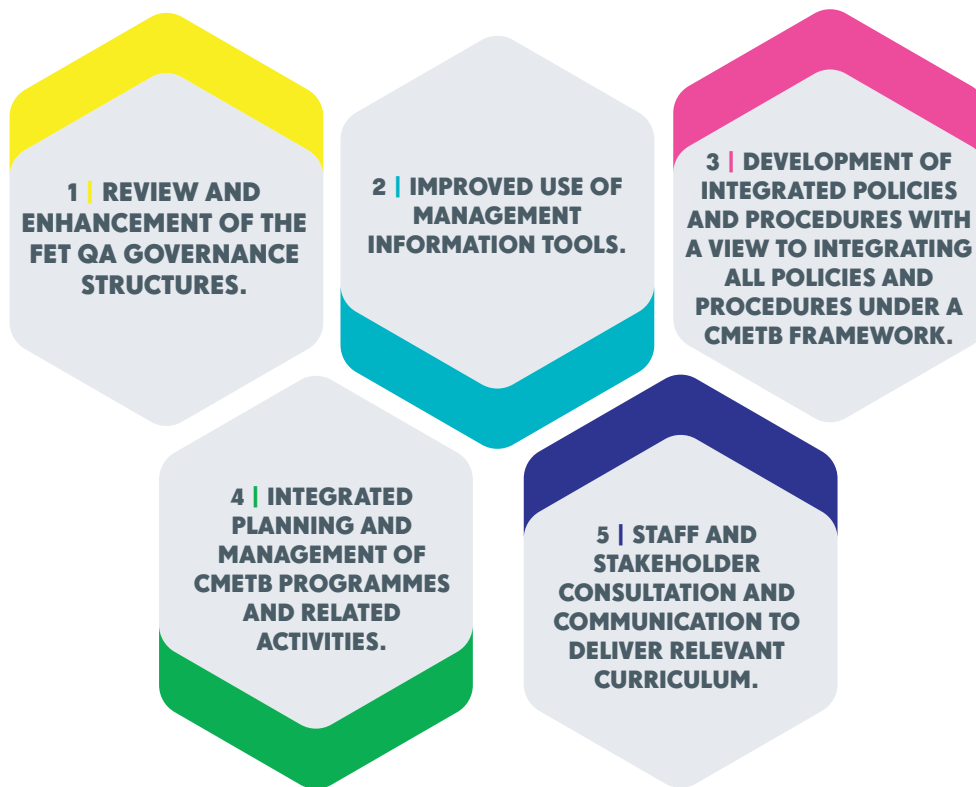 1 | REVIEW AND
ENHANCEMENT OF THE
FET QA GOVERNANCE
STRUCTURES.
2 | IMPROVED USE OF
MANAGEMENT
INFORMATION TOOLS.
3 | DEVELOPMENT OF
INTEGRATED POLICIES
AND PROCEDURES WITH
A VIEW TO INTEGRATING
ALL POLICIES AND
PROCEDURES UNDER A
CMETB FRAMEWORK.
4 | INTEGRATED
PLANNING AND
MANAGEMENT OF
CMETB PROGRAMMES
AND RELATED
ACTIVITIES.
5 | STAFF AND
STAKEHOLDER
CONSULTATION AND
COMMUNICATION TO
DELIVER RELEVANT
CURRICULUM.